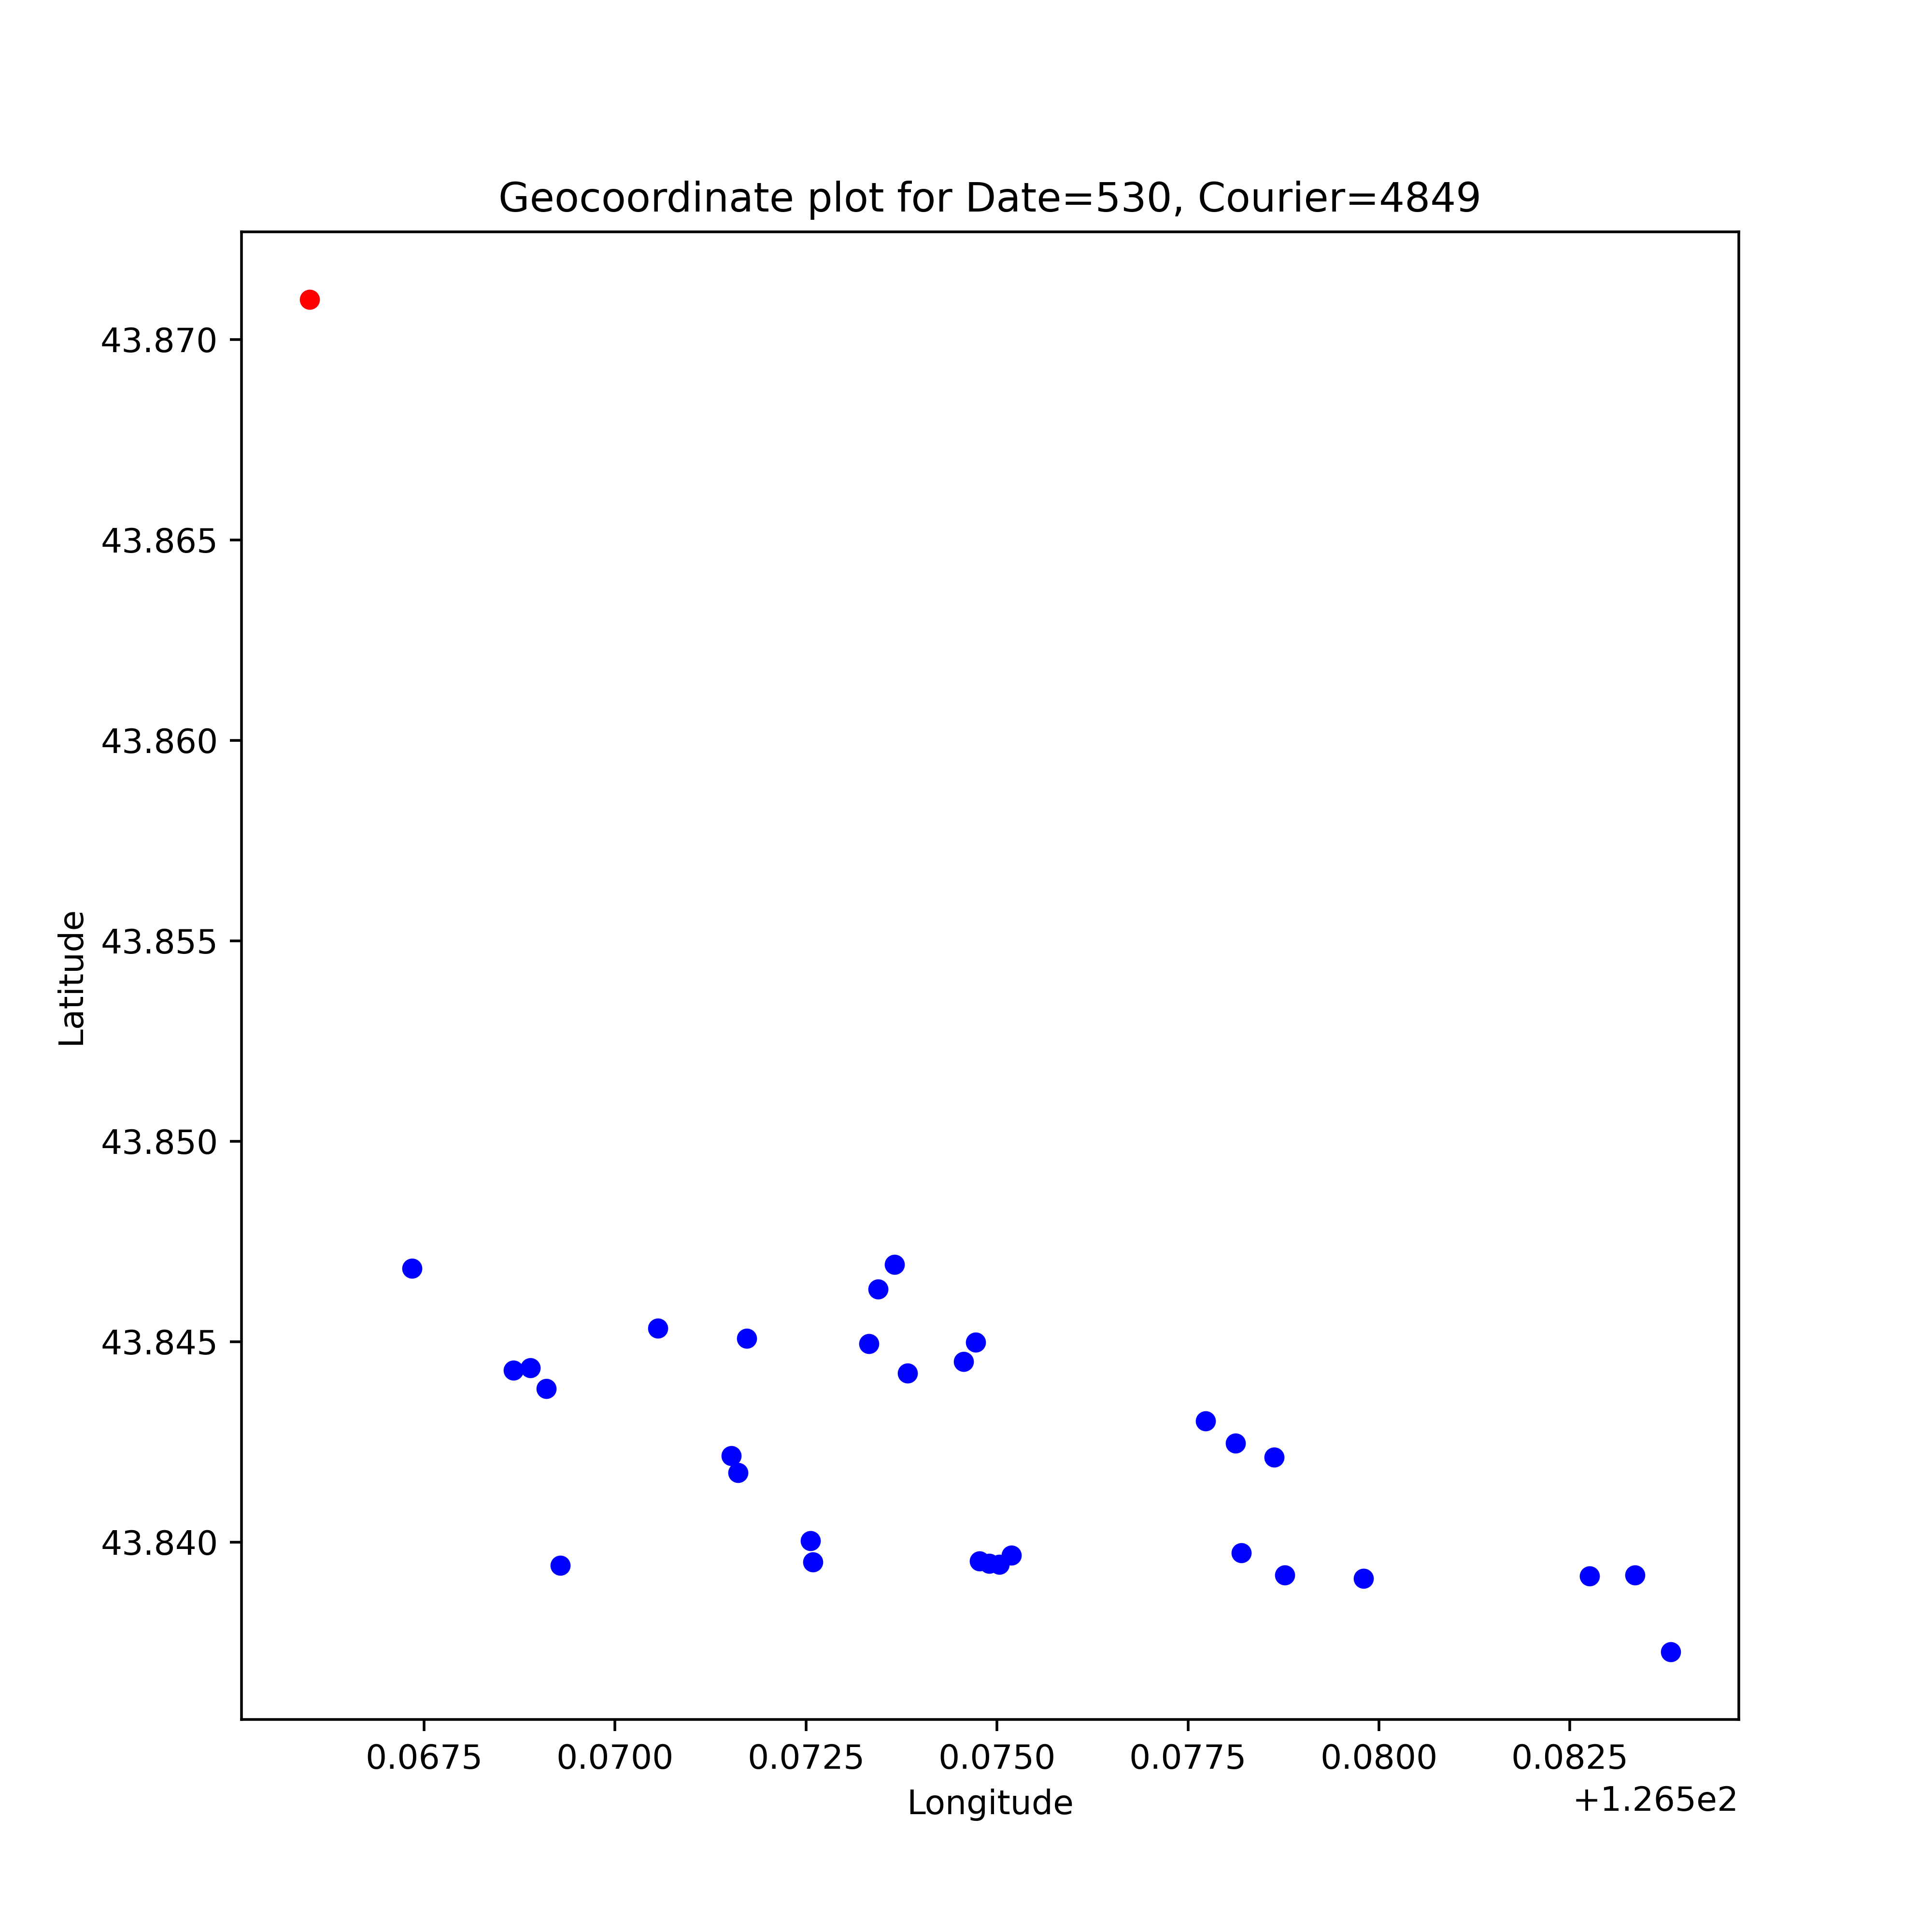 Geocoordinate plot for Date=530, Courier=4849
43.870
43.865
43.860
43.855
43.850
43.845
43.840
Latitude
0.0675 0.0700 0.0725 0.0750 0.0775 0.0800 0.0825
+1.265e2
Longitude